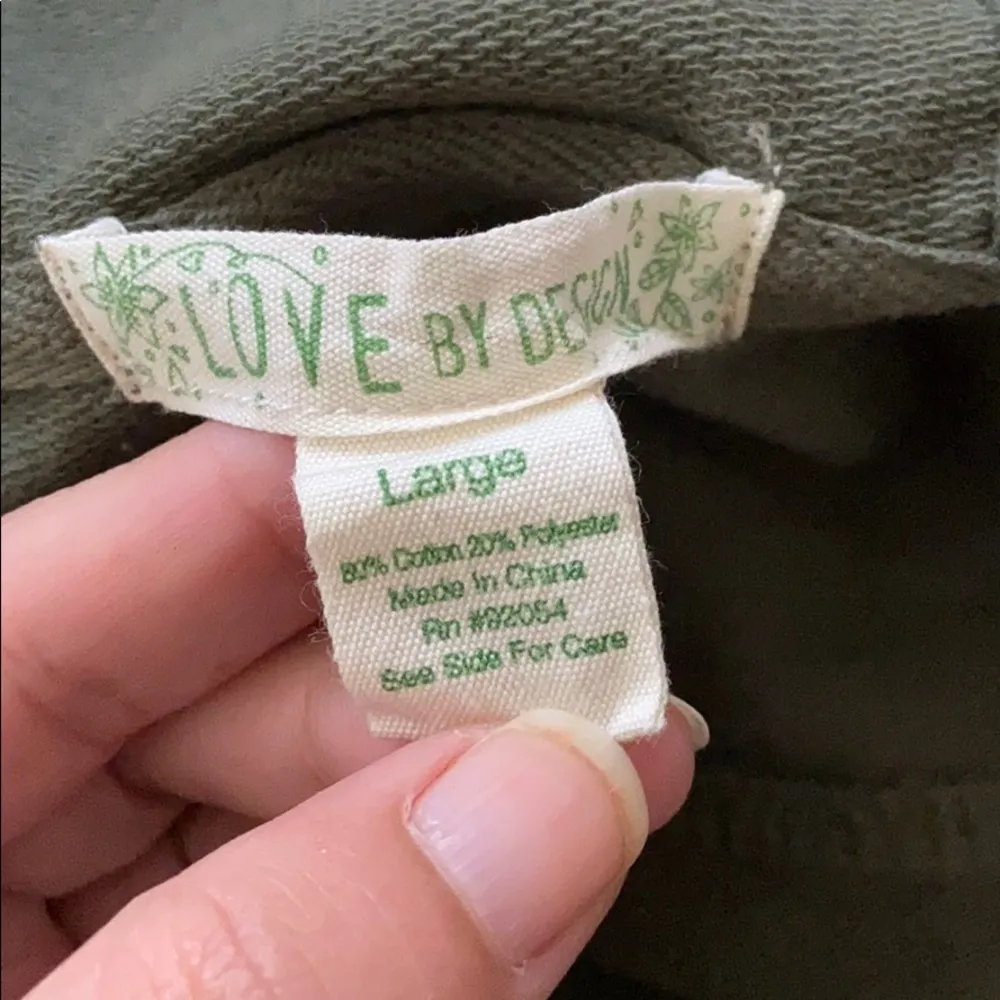 LOVE BY DESIGN
Large
80% Cotton 20% Polyester
Made In China
Rn #92054
See Side For Care